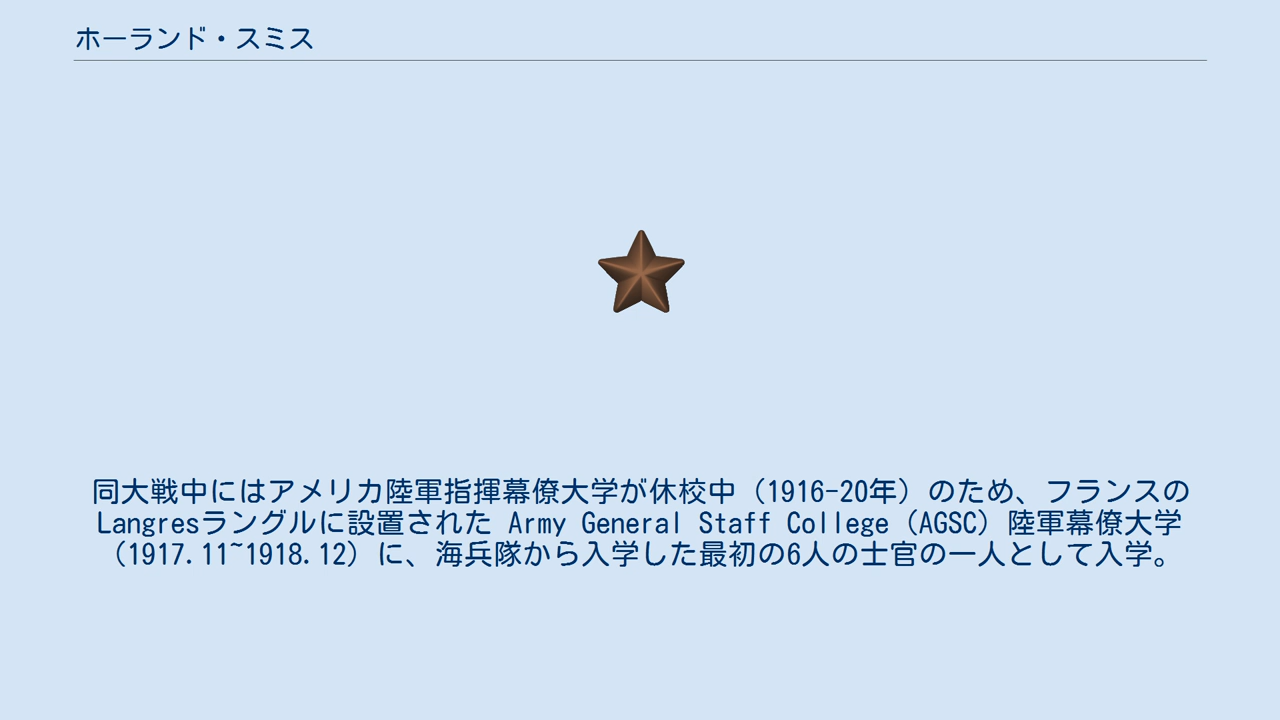 ホーランド・スミス
同大戦中にはアメリカ陸軍指揮幕僚大学が休校中（1916-20年）のため、フランスの
Langresラングルに設置された Army General Staff College（AGSC）陸軍幕僚大学
（1917.11~1918.12）に、海兵隊から入学した最初の6人の士官の一人として入学。